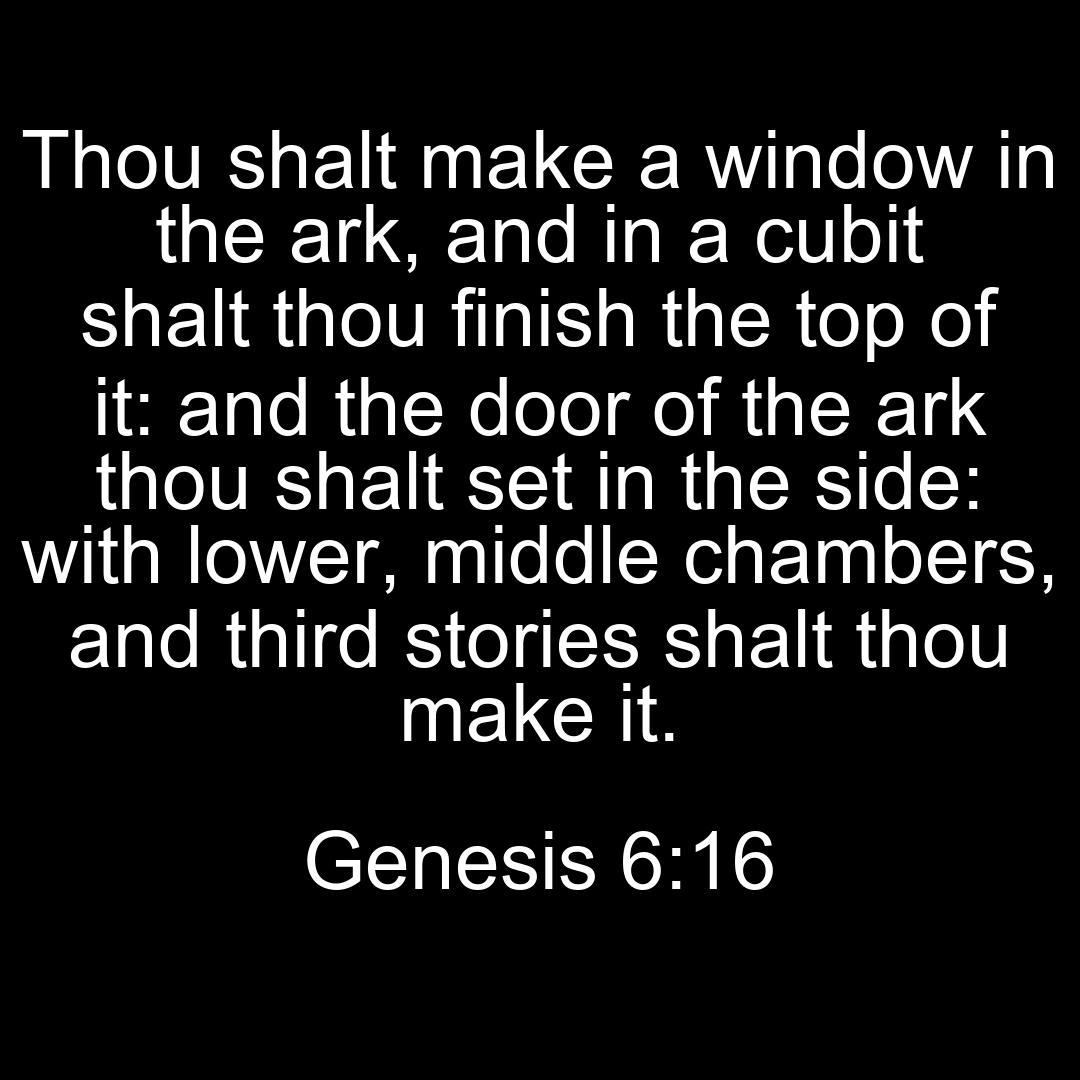 Thou shalt make a window in
the ark, and in a cubit
shalt thou finish the top of
it: and the door of the ark
thou shalt set in the side:
with lower, middle chambers,
and third stories shalt thou
make it.
Genesis 6:16